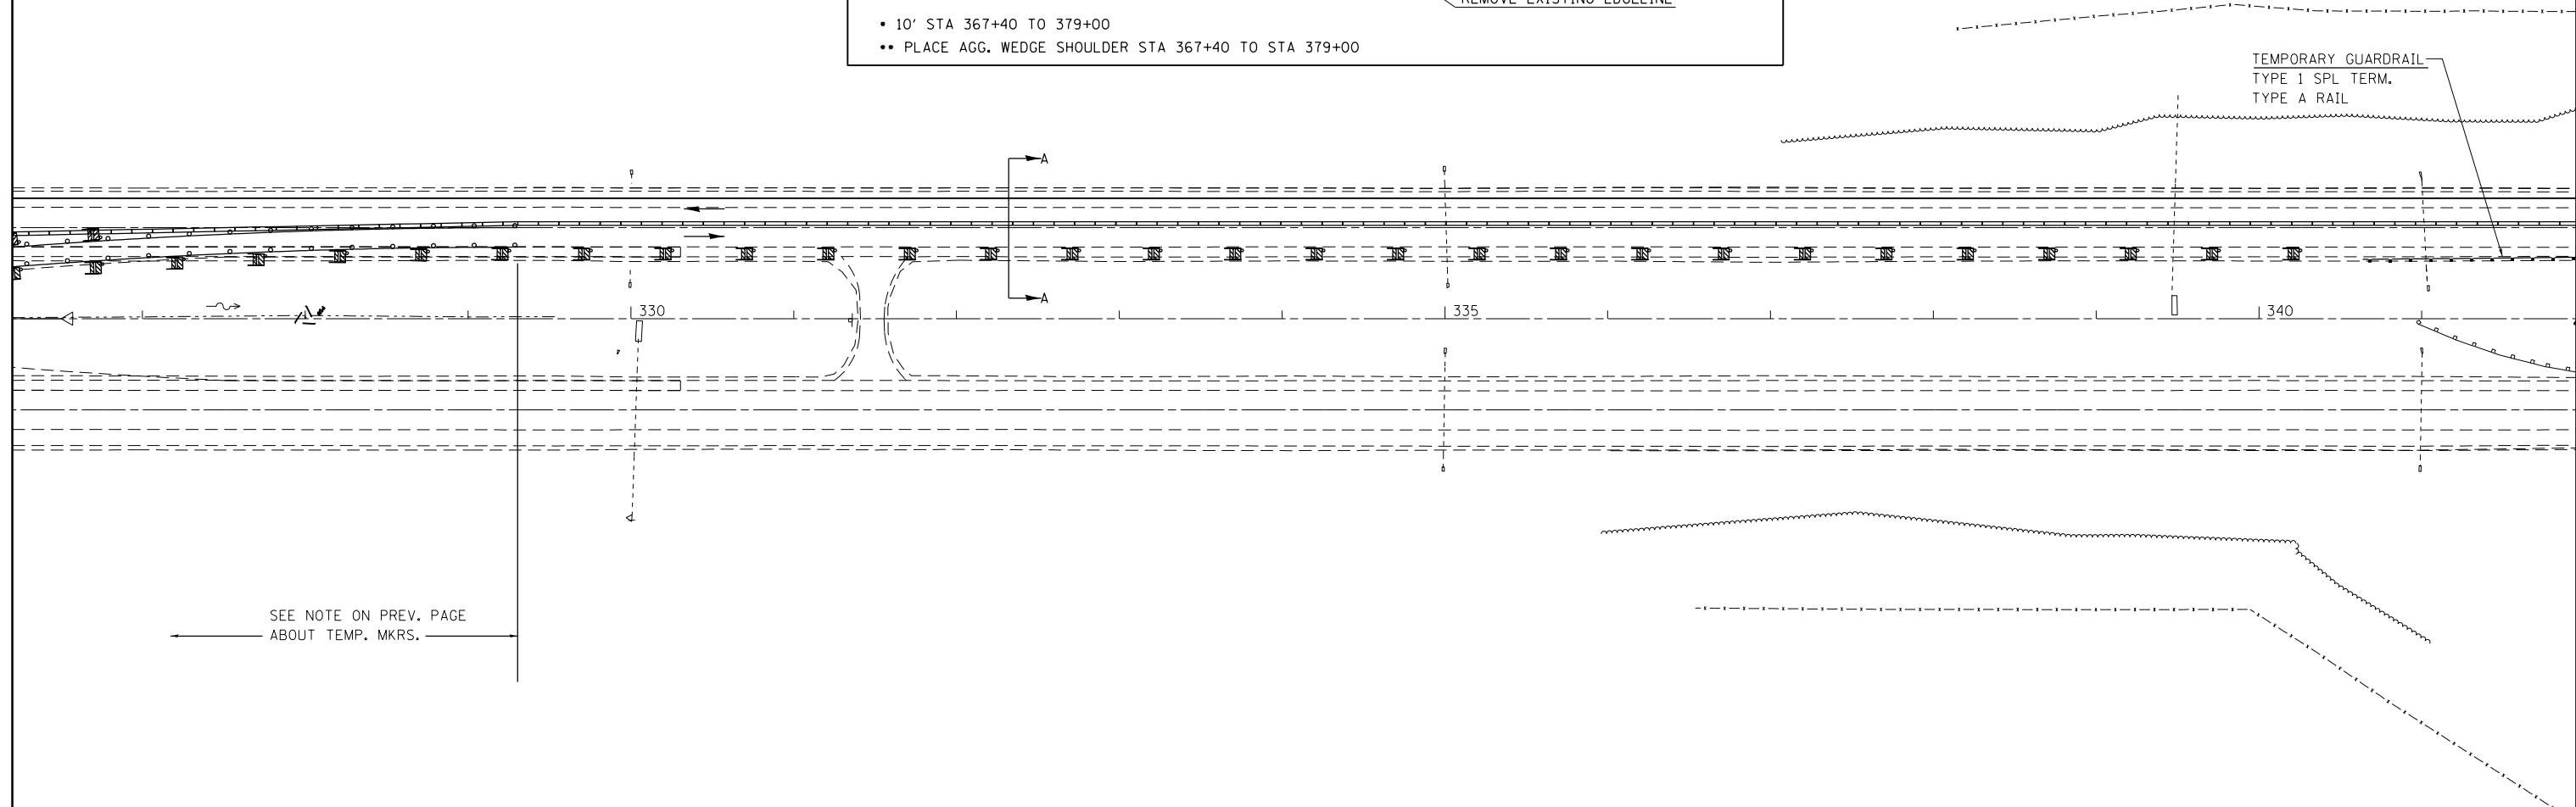 REMOVE EXISTING EDGELINE
• 10' STA 367+40 TO 379+00
•• PLACE AGG. WEDGE SHOULDER STA 367+40 TO STA 379+00
TEMPORARY GUARDRAIL
TYPE 1 SPL TERM.
TYPE A RAIL
A
A
330
335
340
SEE NOTE ON PREV. PAGE
ABOUT TEMP. MKRS.